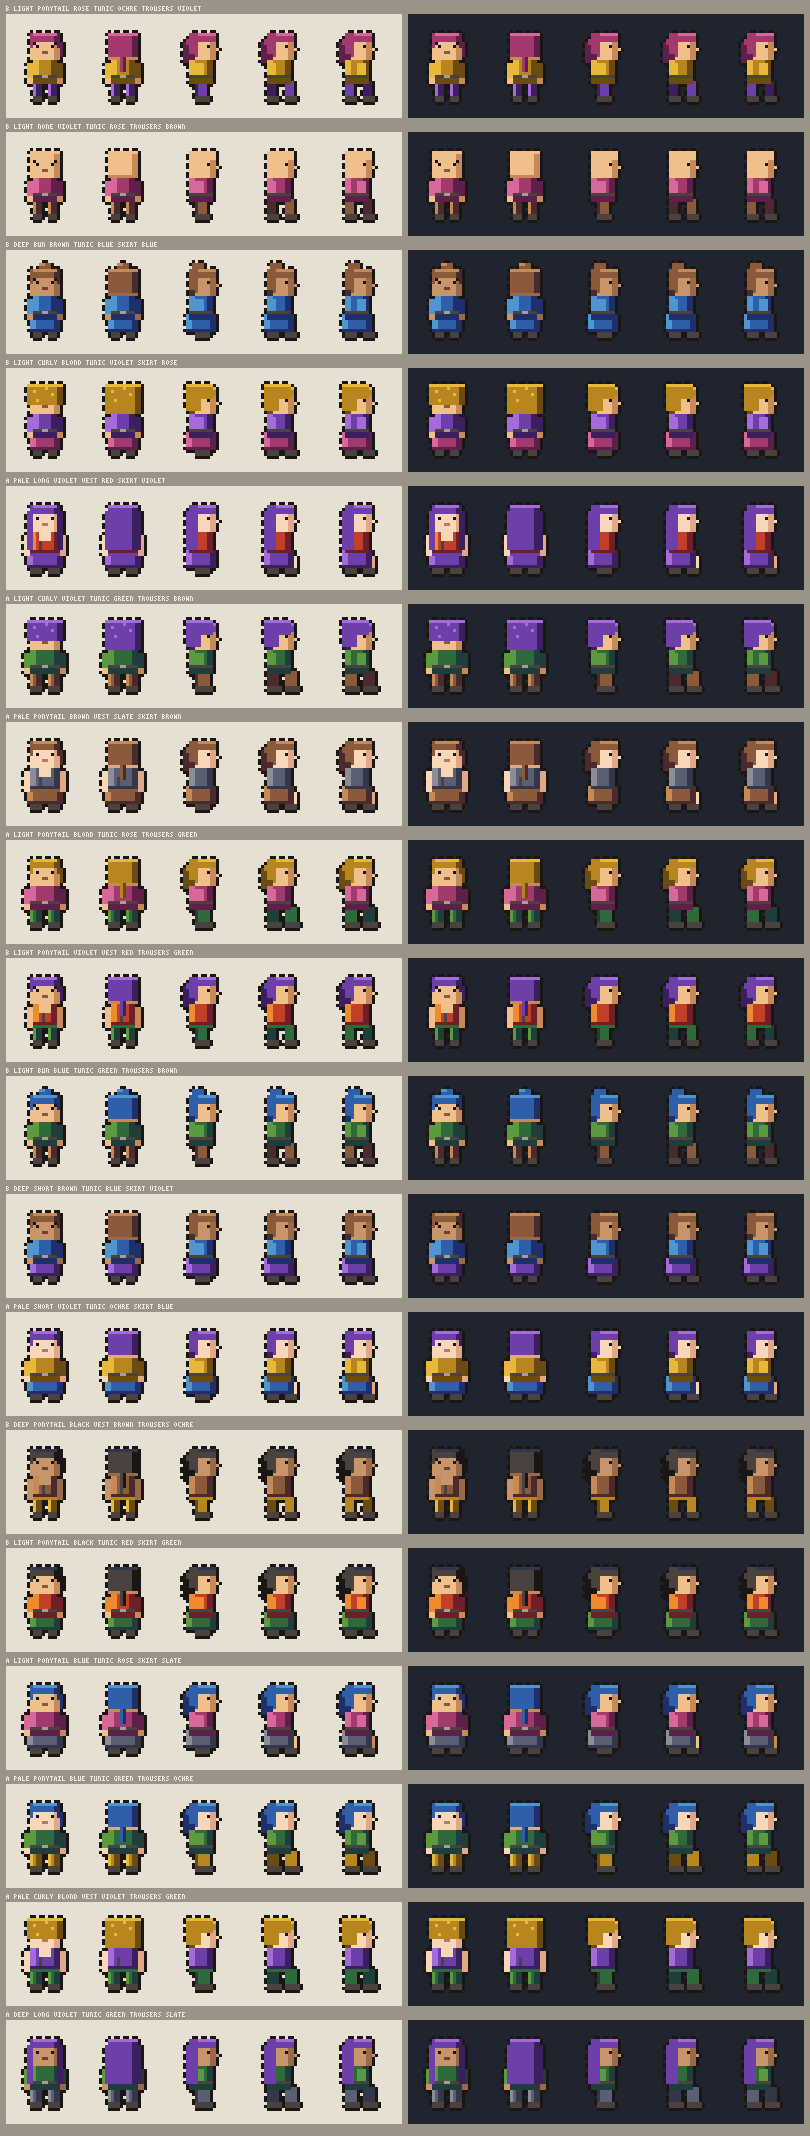 B LIGHT PONYTAIL ROSE TUNIC OCHRE TROUSERS VIOLET
B LIGHT NONE VIOLET TUNIC ROSE TROUSERS BROWN
B DEEP BUN BROWN TUNIC BLUE SKIRT BLUE
B LIGHT CURLY BLOND TUNIC VIOLET SKIRT ROSE
A PALE LONG VIOLET VEST RED SKIRT VIOLET
A LIGHT CURLY VIOLET TUNIC GREEN TROUSERS BROWN
A PALE PONYTAIL BROWN VEST SLATE SKIRT BROWN
A LIGHT PONYTAIL BLOND TUNIC ROSE TROUSERS GREEN
B LIGHT PONYTAIL VIOLET VEST RED TROUSERS GREEN
B LIGHT BUN BLUE TUNIC GREEN TROUSERS BROWN
B DEEP SHORT BROWN TUNIC BLUE SKIRT VIOLET
A PALE SHORT VIOLET TUNIC OCHRE SKIRT BLUE
B DEEP PONYTAIL BLACK VEST BROWN TROUSERS OCHRE
B LIGHT PONYTAIL BLACK TUNIC RED SKIRT GREEN
A LIGHT PONYTAIL BLUE TUNIC ROSE SKIRT SLATE
A PALE PONYTAIL BLUE TUNIC GREEN TROUSERS OCHRE
A PALE CURLY BLOND VEST VIOLET TROUSERS GREEN
A DEEP LONG VIOLET TUNIC GREEN TROUSERS SLATE